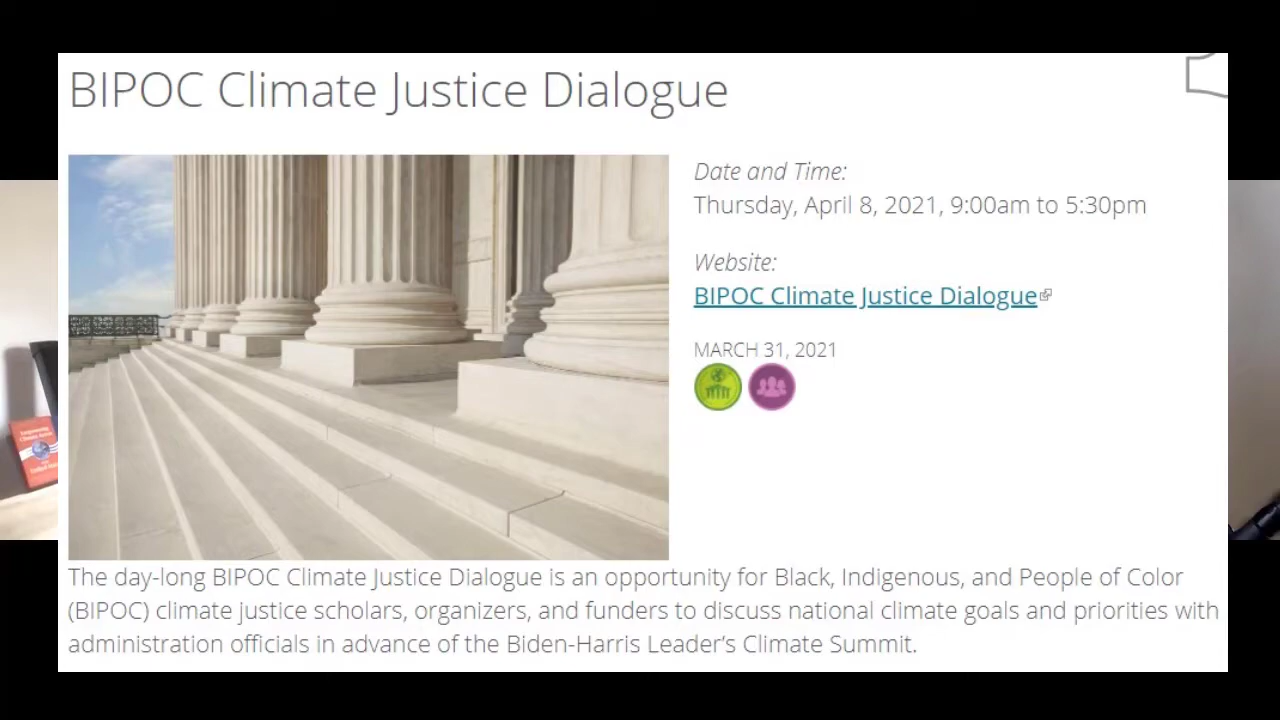 BIPOC Climate Justice Dialogue
Date and Time:
Thursday, April 8, 2021, 9:00am to 5:30pm
Website:
BIPOC Climate Justice Dialogue
MARCH 31, 2021
The day-long BIPOC Climate Justice Dialogue is an opportunity for Black, Indigenous, and People of Color
(BIPOC) climate justice scholars, organizers, and funders to discuss national climate goals and priorities with
administration officials in advance of the Biden-Harris Leader's Climate Summit.